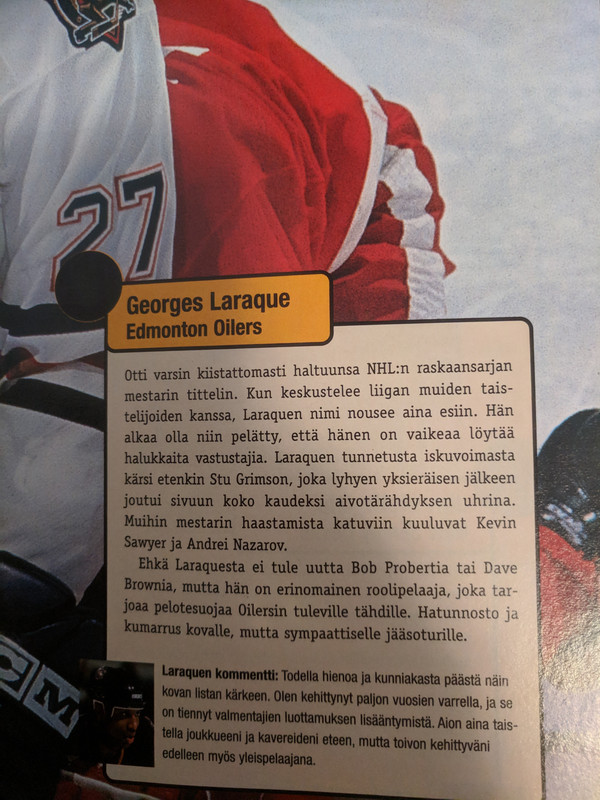 27
Georges Laraque
Edmonton Oilers
Otti varsin kiistattomasti haltuunsa NHL:n raskaansarjan
mestarin tittelin. Kun keskustelee liigan muiden tais-
telijoiden kanssa, Laraquen nimi nousee aina esiin. Hän
alkaa olla niin pelätty, että hänen on vaikeaa löytää
halukkaita vastustajia. Laraquen tunnetusta iskuvoimasta
kärsi etenkin Stu Grimson, joka lyhyen yksieräisen jälkeen
joutui sivuun koko kaudeksi aivotärähdyksen uhrina.
Muihin mestarin haastamista katuviin kuuluvat Kevin
Sawyer ja Andrei Nazarov.
Ehkä Laraquesta ei tule uutta Bob Probertia tai Dave
Brownia, mutta hän on erinomainen roolipelaaja, joka tar-
joaa pelotesuojaa Oilersin tuleville tähdille. Hatunnosto ja
kumarrus kovalle, mutta sympaattiselle jääsoturille.
Laraquen kommentti: Todella hienoa ja kunniakasta päästä näin
kovan listan kärkeen. Olen kehittynyt paljon vuosien varrella, ja se
on tiennyt valmentajien luottamuksen lisääntymistä. Aion aina tais-
tella joukkueeni ja kavereideni eteen, mutta toivon kehittyväni
edelleen myös yleispelaajana.
CM